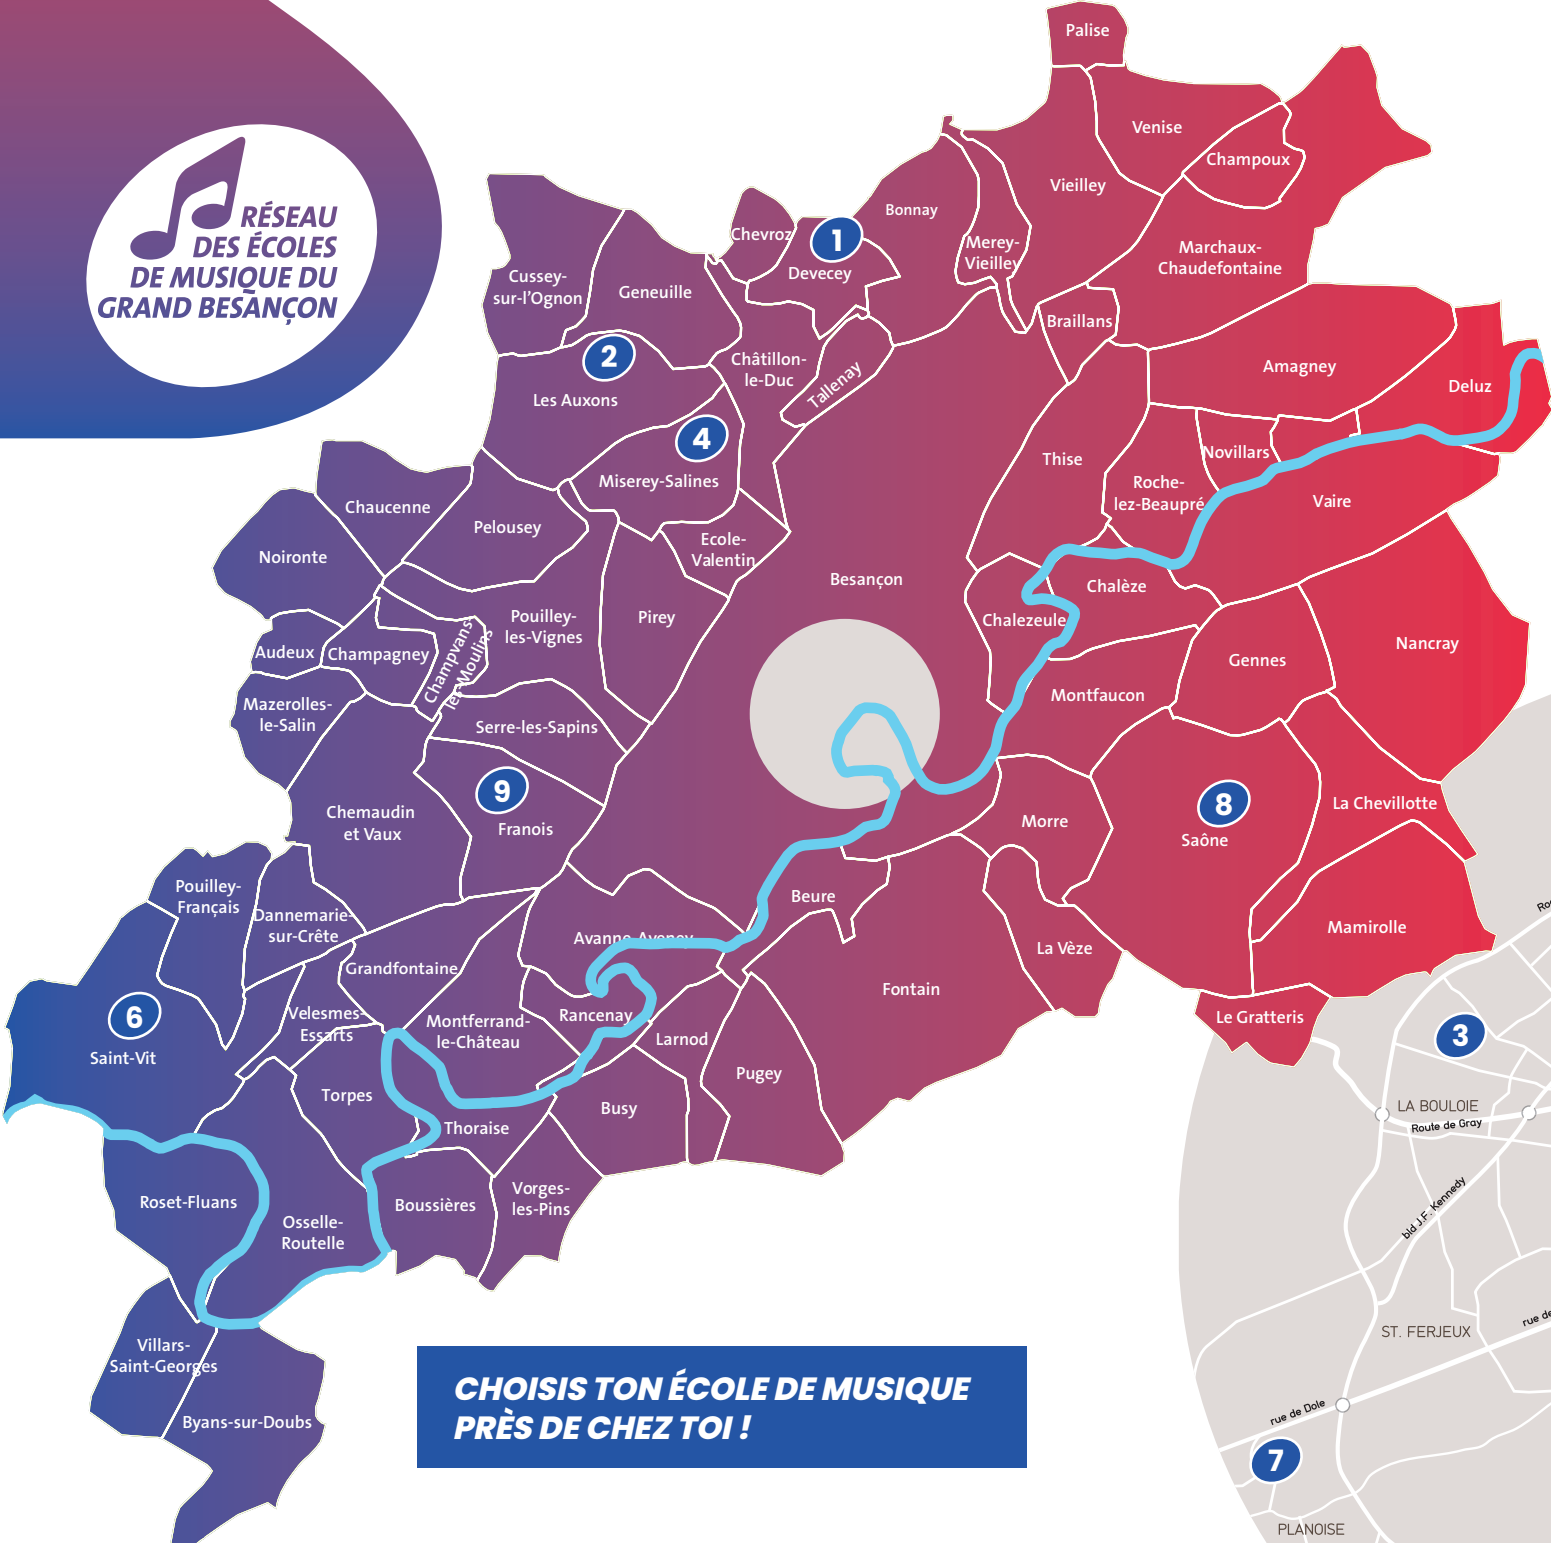 RÉSEAU
DES ÉCOLES
DE MUSIQUE DU
GRAND BESANÇON
Palise
Venise
Champoux
Vieilley
Bonnay
Merey-
Vieilley
Marchaux-
Chaudefontaine
Chevroz
1
Devecey
Cussey-
sur-l'Ognon
Geneuille
Braillans
2
Les Auxons
Châtillon-
le-Duc
Tallenay
Amagney
Deluz
4
Miserey-Salines
Thise
Novillars
Roche-
lez-Beaupré
Vaire
Chaucenne
Pelousey
Ecole-
Valentin
Noironte
Besançon
Chalèze
Chalezeule
Pouilley-
les-Vignes
Pirey
Audeux
Champagney
Champvans-
les-Moulins
Gennes
Nancray
Mazerolles-
le-Salin
Serre-les-Sapins
Montfaucon
9
Franois
Chemaudin
et Vaux
Morre
8
Saône
La Chevillotte
Pouilley-
Français
Dannemarie-
sur-Crête
Beure
Avanne-Aveney
La Vèze
Mamirolle
Grandfontaine
Fontain
6
Saint-Vit
Velesmes-
Essarts
Montferrand-
le-Château
Rancenay
Larnod
Le Gratteris
Pugey
Torpes
Busy
Thoraise
Roset-Fluans
Osselle-
Routelle
Boussières
Vorges-
les-Pins
Villars-
Saint-Georges
Byans-sur-Doubs
3
LA BOULOIE
Route de Gray
bld J.F. Kennedy
ST. FERJEUX
rue de
rue de Dole
7
PLANOISE
CHOISIS TON ÉCOLE DE MUSIQUE
PRÈS DE CHEZ TOI !